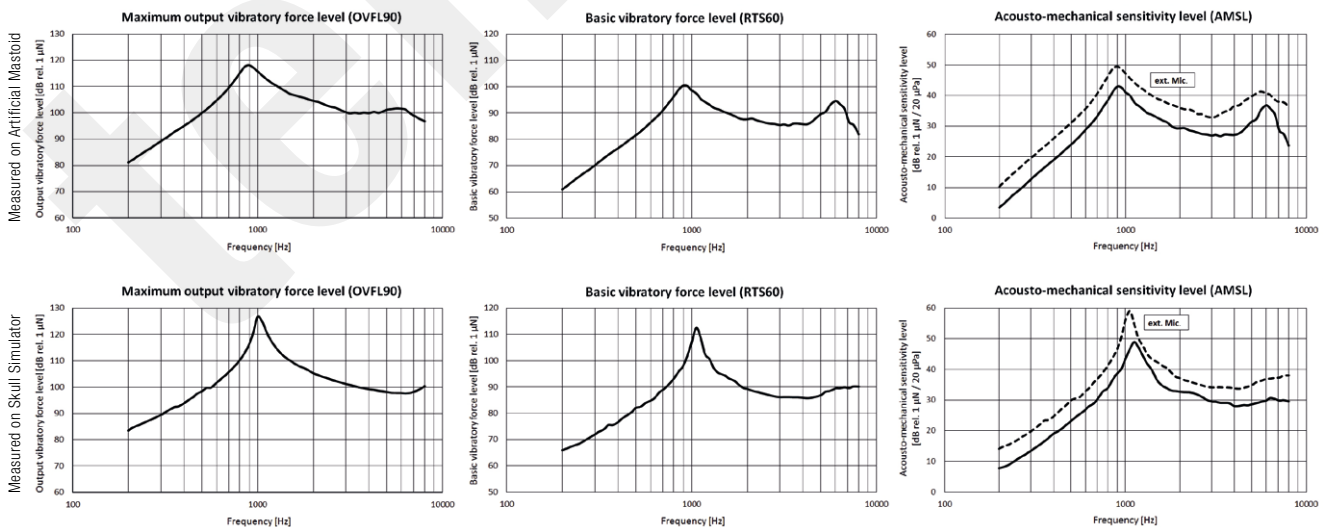 Measured on Artificial Mastoid
Maximum output vibratory force level (OVFL90)
Output vibratory force level [dB rel. 1 µN]
130
120
110
100
90
80
70
60
100
1000
10000
Frequency [Hz]
Basic vibratory force level (RTS60)
Basic vibratory force level [dB rel. 1 µN]
130
120
110
100
90
80
70
60
50
100
1000
10000
Frequency [Hz]
Acousto-mechanical sensitivity level (AMSL)
Acousto-mechanical sensitivity level
[dB rel. 1 µN / 20 µPa]
60
50
40
30
20
10
0
ext. Mic.
100
1000
10000
Frequency [Hz]
Measured on Skull Simulator
Maximum output vibratory force level (OVFL90)
Output vibratory force level [dB rel. 1 µN]
130
120
110
100
90
80
70
60
100
1000
10000
Frequency [Hz]
Basic vibratory force level (RTS60)
Basic vibratory force level [dB rel. 1 µN]
130
120
110
100
90
80
70
60
50
100
1000
10000
Frequency [Hz]
Acousto-mechanical sensitivity level (AMSL)
Acousto-mechanical sensitivity level
[dB rel. 1 µN / 20 µPa]
60
50
40
30
20
10
0
ext. Mic.
100
1000
10000
Frequency [Hz]